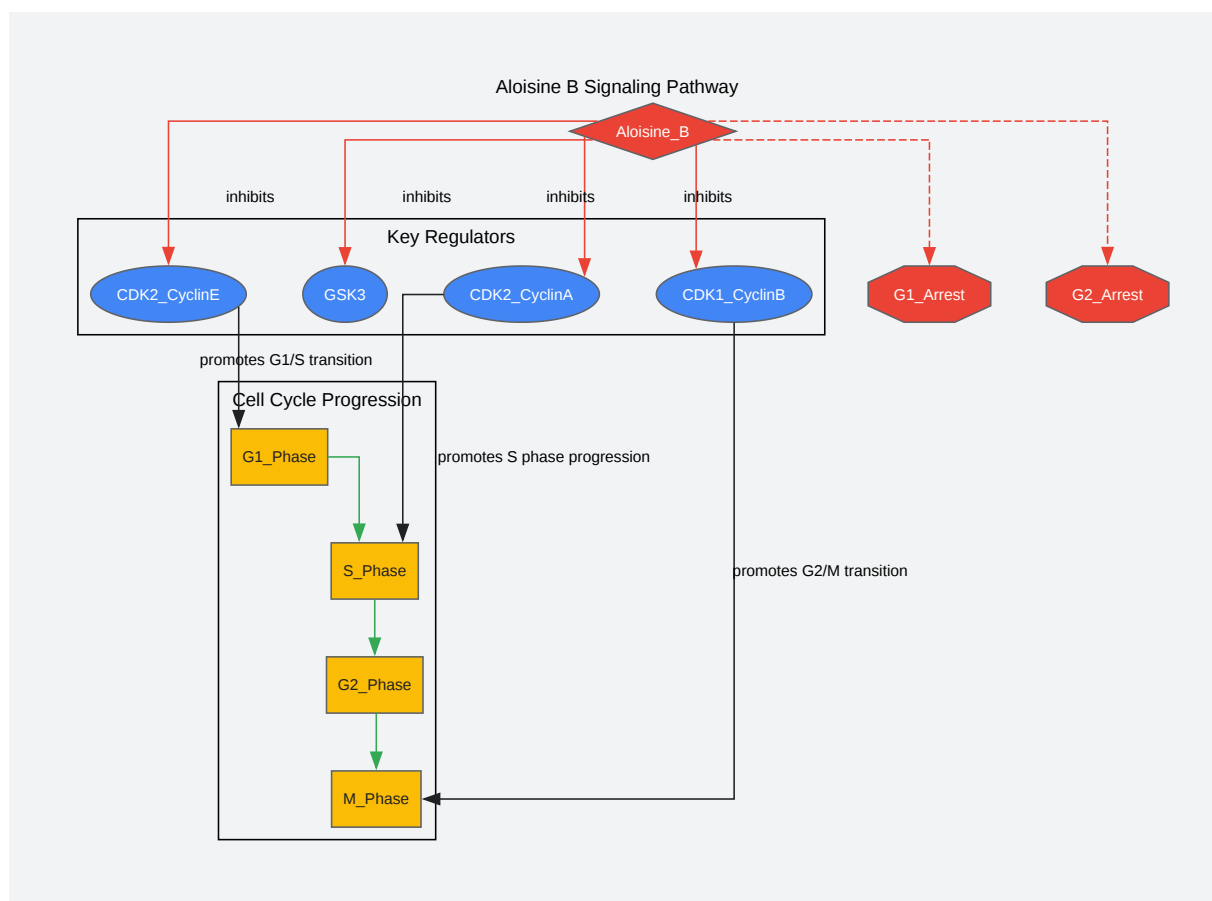 Aloisine B Signaling Pathway
Aloisine_B
inhibits
inhibits
inhibits
inhibits
Key Regulators
CDK2_CyclinE
GSK3
CDK2_CyclinA
CDK1_CyclinB
G1_Arrest
G2_Arrest
promotes G1/S transition
Cell Cycle Progression
G1_Phase
promotes S phase progression
S_Phase
promotes G2/M transition
G2_Phase
M_Phase